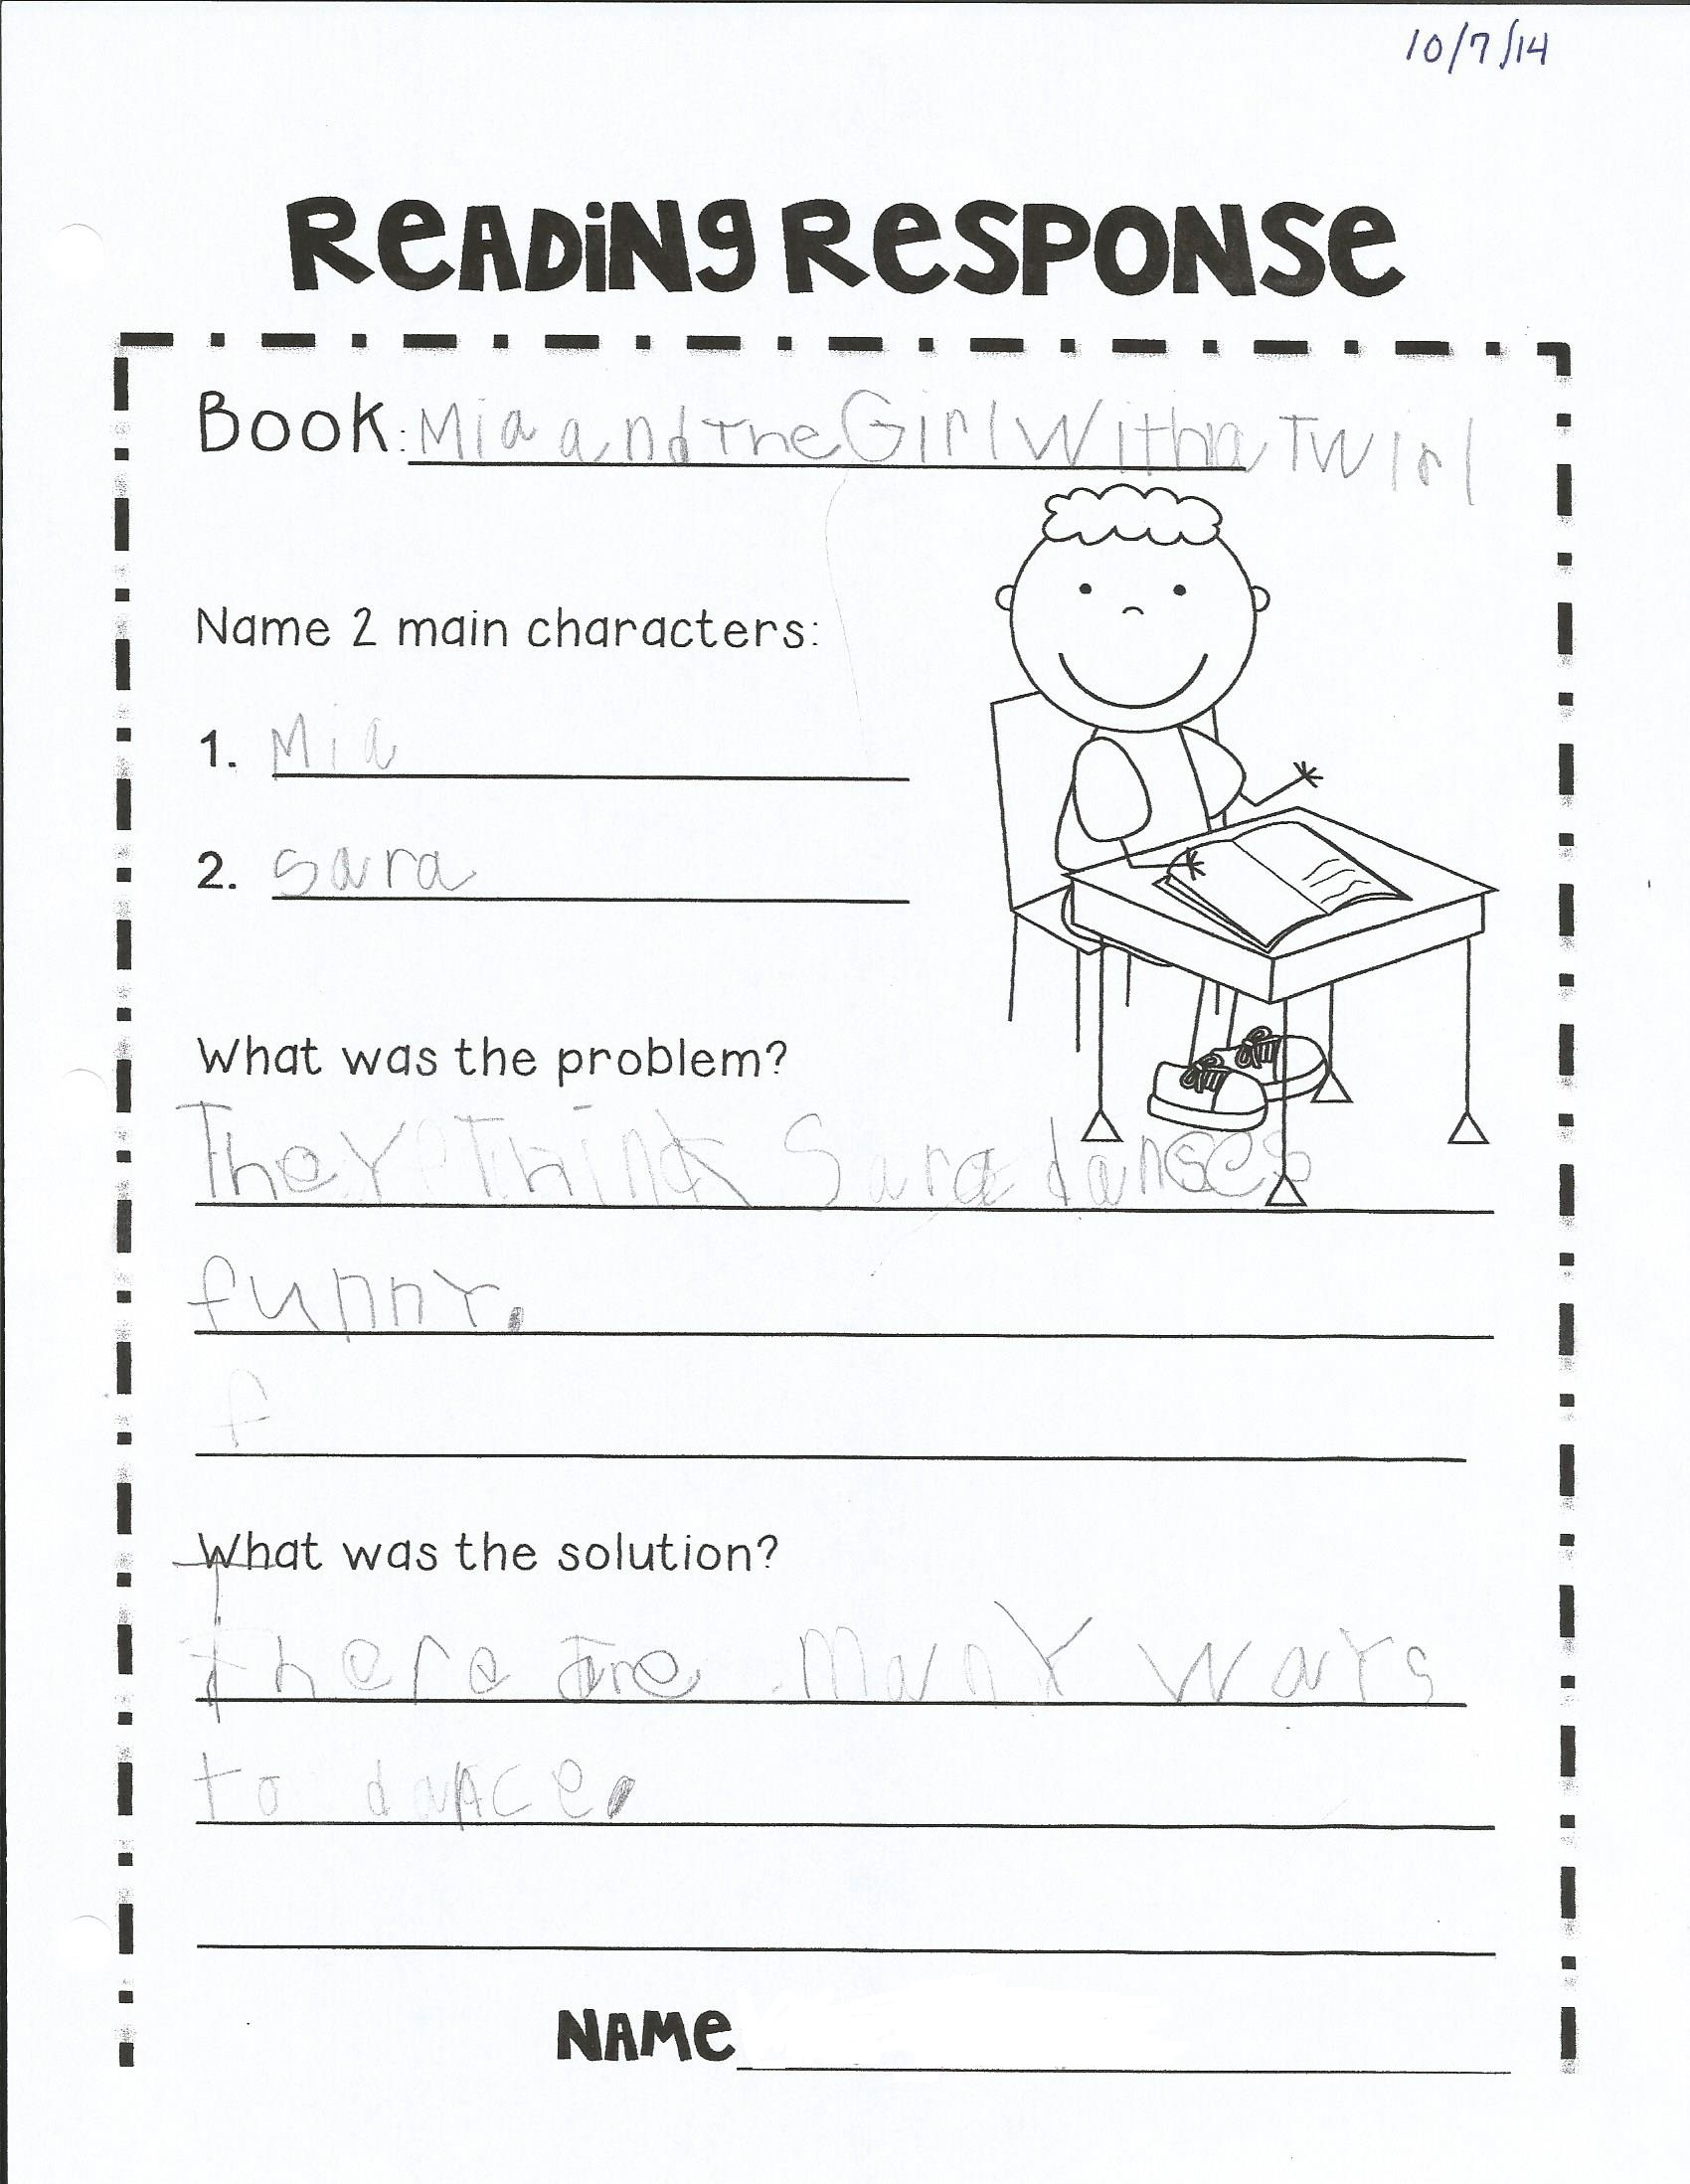 10/7/14
Reading Response
Book: Mia and The Girl With a Twirl
Name 2 main characters:
1. Mia
2. Sara
What was the problem?
They Think Sara danses
funny.
f
What was the solution?
There are Many Ways
to dance.
Name